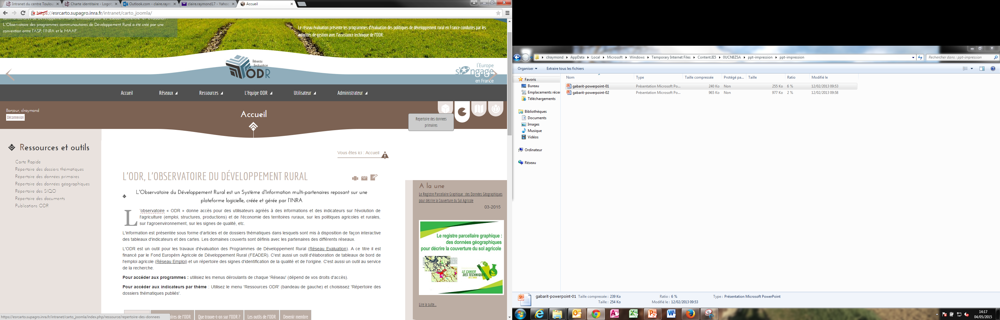 Intranet du centre Toulou
Charte identitaire - Logoty
Outlook.com - claire.raym
claire.raymond17 - Yahoo
Accueil
https://esrcarto.supagro.inra.fr/intranet/carto_joomla/
L'Observatoire des programmes communautaires de Développement Rural a été créé par une
convention entre l'ASP, l'INRA et le MAAF.
Le réseau évaluation présente les programmes d'évaluation des politiques de développement rural en France conduites par les
autorités de gestion avec l'assistance technique de l'ODR.
Réseau
Evaluation
ODR
l'Europe
s'engage
en France
Accueil
Réseaux
Ressources
L'équipe ODR
Utilisateur
Administrateur
Bonjour, clraymond
Déconnexion
Accueil
Repertoire des donnees
primaires
Ressources et outils
Carte Rapide
Répertoire des dossiers thématiques
Répertoire des données primaires
Répertoire des données géographiques
Répertoire des SIQO
Répertoire des documents
Publications ODR
Vous êtes ici : Accueil
L'ODR, L'OBSERVATOIRE DU DÉVELOPPEMENT RURAL
L'Observatoire du Développement Rural est un Système d'Information multi-partenaires reposant sur une
plateforme logicielle, créée et gérée par l'INRA
L'observatoire « ODR » donne accès pour des utilisateurs agréés à des informations et des indicateurs sur l'évolution de
l'agriculture (emploi, structures, productions) et de l'économie des territoires ruraux, sur les politiques agricoles et rurales,
sur l'agroenvironnement, sur les signes de qualité, etc.
L'information est présentée sous forme d'articles et de dossiers thématiques dans lesquels sont mis à disposition de façon interactive
des tableaux d'indicateurs et des cartes. Les domaines couverts sont définis avec les partenaires des différents réseaux.
L'ODR est un outil pour les travaux d'évaluation des Programmes de Développement Rural (Réseau Evaluation). A ce titre il est
financé par le Fond Europérn Agricole de Développement Rural (FEADER). C'est aussi un outil d'élaboration de tableaux de bord de
l'emploi agricole (Réseau Emploi) et un répertoire des signes d'identification de la qualité et de l'origine. C'est aussi un outil au service
de la recherche.
Pour accéder aux programmes : utilisiez les menus déroulants de chaque 'Réseau' (dépend de vos droits d'accès).
Pour accéder aux indicateurs par thème : Utilisez le menu 'Ressources ODR' (bandeau de gauche) et choisissez 'Répertoire des
dossiers thématiques publiés'.
A la une
Le Registre Parcellaire Graphique : des Données Géographiques
pour décrire la Couverture du Sol Agricole
03-2015
Le registre parcellaire graphique :
des données géographiques
pour décrire la couverture du sol agricole
LE CAHIER
DES TECHNIQUES
DE L'INRA
Lire la suite...
aires de l'ODR
Que trouve-t-on sur l'ODR ?
Les outils de l'ODR
Devenir membre
https://esrcarto.supagro.inra.fr/intranet/carto_joomla/index.php/ressource/repertoire-des-donnees
clraymond
AppData
Local
Microsoft
Windows
Temporary Internet Files
Content.IE5
0UCN8ZSA
ppt-impression
ppt-impression
Rechercher dans : ppt-impression
Organiser
Extraire tous les fichiers
Favoris
Bureau
Emplacements récer
Téléchargements
Bibliothèques
Documents
Images
Musique
Vidéos
Ordinateur
Réseau
Nom Type Taille compressée Protégé pa... Taille Ratio Modifié le
gabarit-powerpoint-01 Présentation Microsoft Po... 240 Ko Non 255 Ko 6 % 12/02/2013 09:53
gabarit-powerpoint-02 Présentation Microsoft Po... 965 Ko Non 977 Ko 2 % 12/02/2013 09:58
gabarit-powerpoint-01 Taille compressée : 239 Ko Ratio : 6 % Type : Présentation Microsoft PowerPoint
Taille : 254 Ko Modifié le : 12/02/2013 09:53
14:17
04/05/2015